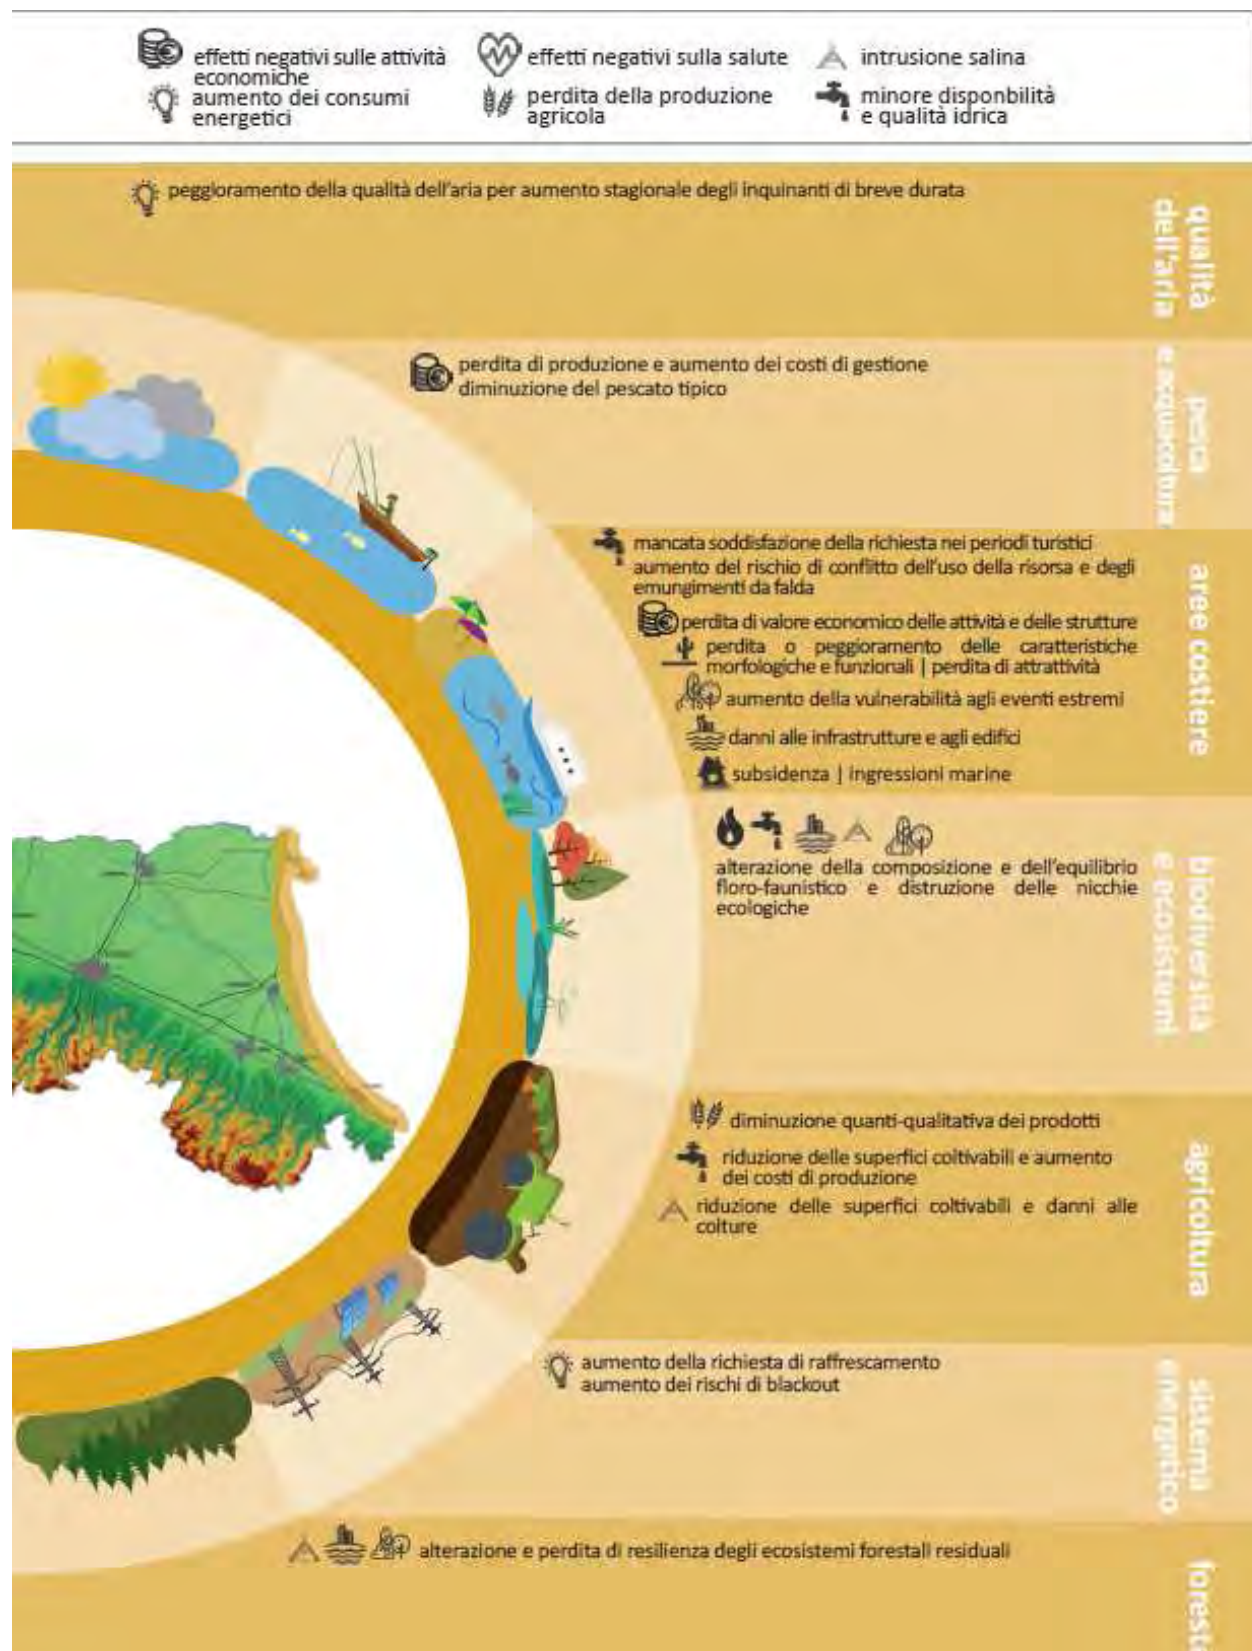 effetti negativi sulle attività
economiche
aumento dei consumi
energetici
effetti negativi sulla salute
perdita della produzione
agricola
intrusione salina
minore disponbilità
e qualità idrica
peggioramento della qualità dell'aria per aumento stagionale degli inquinanti di breve durata
qualità
dell'aria
perdita di produzione e aumento dei costi di gestione
diminuzione del pescato tipico
pesca
e acquacoltura
mancata soddisfazione della richiesta nei periodi turistici
aumento del rischio di conflitto dell'uso della risorsa e degli
emungimenti da falda
perdita di valore economico delle attività e delle strutture
perdita o peggioramento delle caratteristiche
morfologiche e funzionali | perdita di attrattività
aumento della vulnerabilità agli eventi estremi
danni alle infrastrutture e agli edifici
subsidenza | ingressioni marine
aree costiere
alterazione della composizione e dell'equilibrio
floro-faunistico e distruzione delle nicchie
ecologiche
biodiversità
e ecosistemi
diminuzione quanti-qualitativa dei prodotti
riduzione delle superfici coltivabili e aumento
dei costi di produzione
riduzione delle superfici coltivabili e danni alle
colture
agricoltura
aumento della richiesta di raffrescamento
aumento dei rischi di blackout
sistema
energetico
alterazione e perdita di resilienza degli ecosistemi forestali residuali